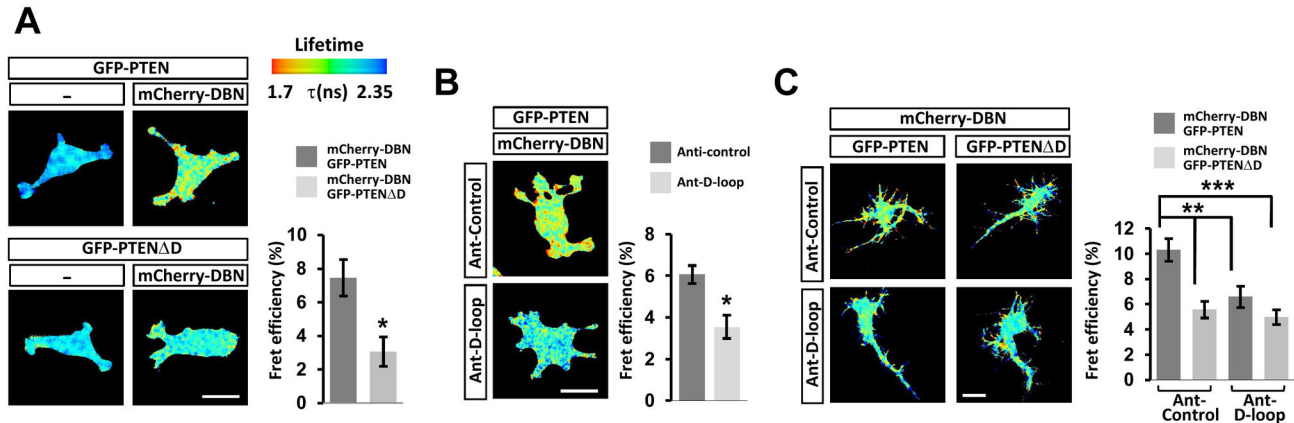 A
GFP-PTEN
– mCherry-DBN
GFP-PTENΔD
– mCherry-DBN
Lifetime
1.7 τ(ns) 2.35
mCherry-DBN
GFP-PTEN
mCherry-DBN
GFP-PTENΔD
Fret efficiency (%)
10
8
6
4
2
0
*
B
GFP-PTEN
mCherry-DBN
Ant-Control
Ant-D-loop
Anti-control
Ant-D-loop
Fret efficiency (%)
8
6
4
2
0
*
C
mCherry-DBN
GFP-PTEN GFP-PTENΔD
Ant-Control
Ant-D-loop
mCherry-DBN
GFP-PTEN
mCherry-DBN
GFP-PTENΔD
***
**
Fret efficiency (%)
12
10
8
6
4
2
0
Ant- Ant-
Control D-loop